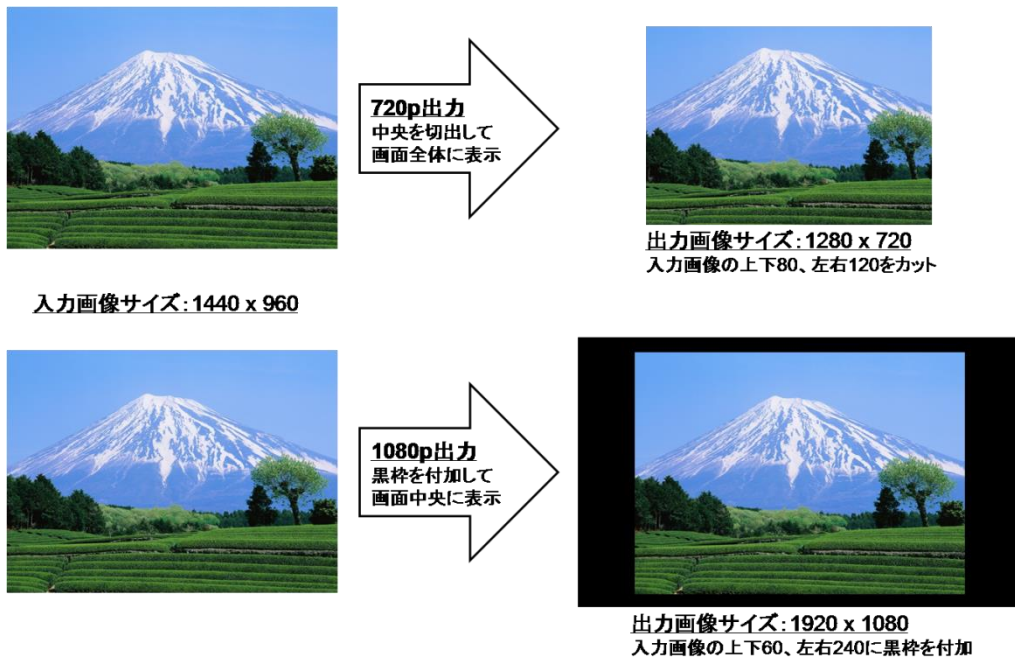 720p出力
中央を切出して
画面全体に表示
出力画像サイズ：1280 x 720
入力画像の上下80、左右120をカット
入力画像サイズ：1440 x 960
1080p出力
黒枠を付加して
画面中央に表示
出力画像サイズ：1920 x 1080
入力画像の上下60、左右240に黒枠を付加